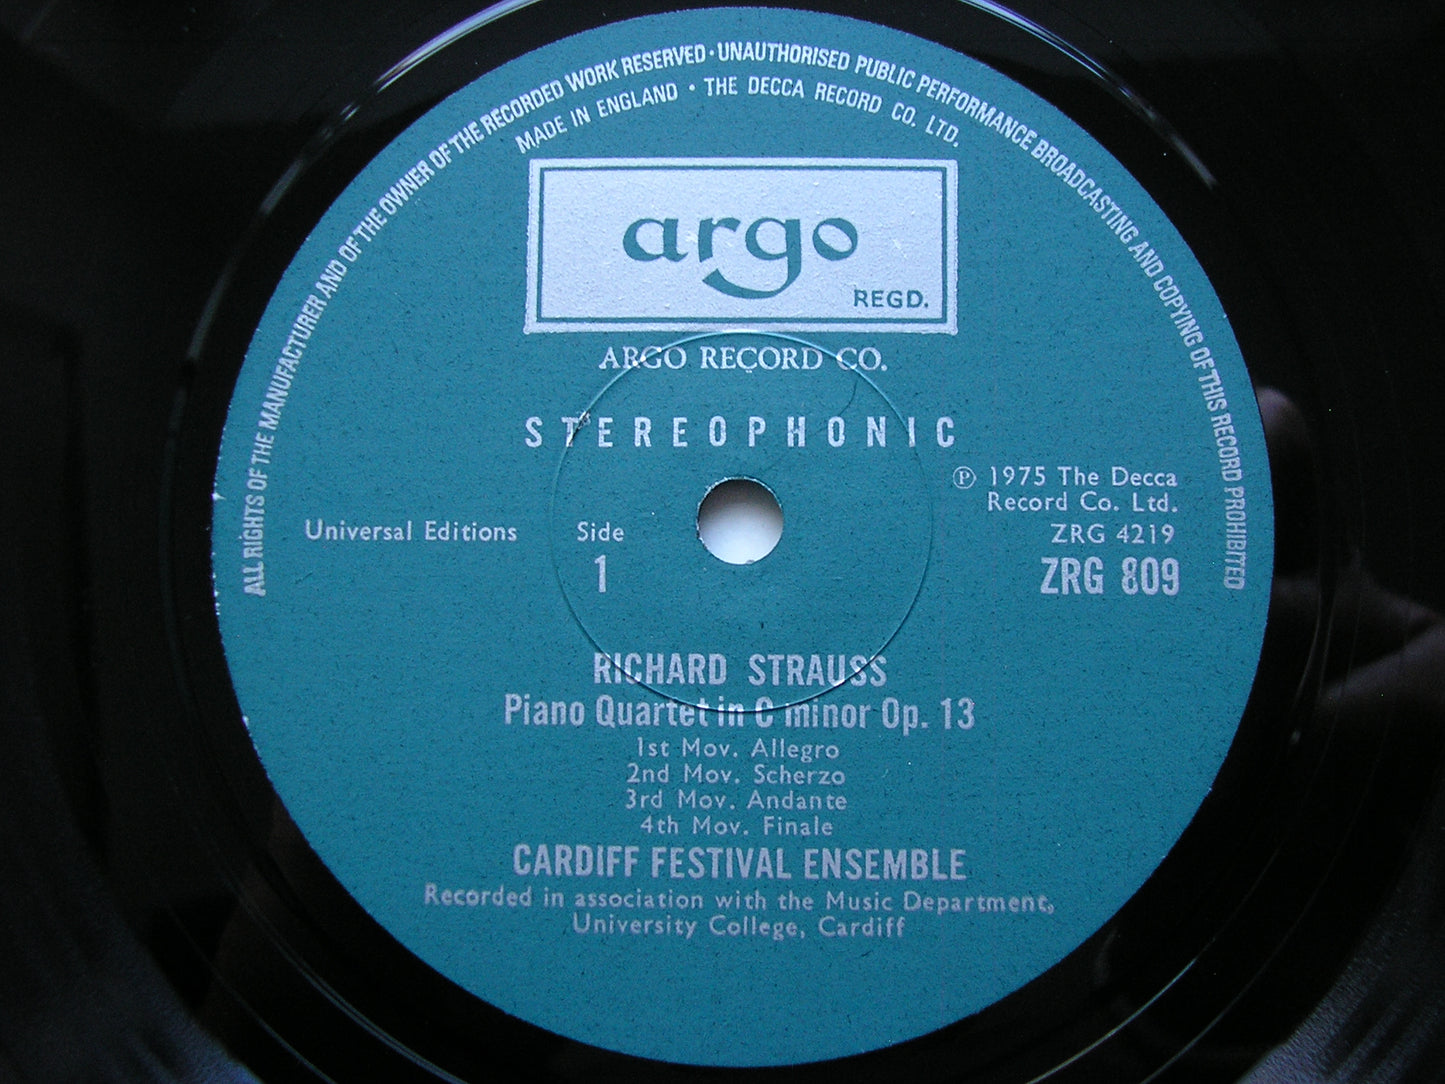 ALL RIGHTS OF THE MANUFACTURER AND OF THE OWNER OF THE RECORDED WORK RESERVED · UNAUTHORISED PUBLIC PERFORMANCE BROADCASTING AND COPYING OF THIS RECORD PROHIBITED
MADE IN ENGLAND • THE DECCA RECORD CO. LTD.
argo
REGD.
ARGO RECORD CO.
STEREOPHONIC
℗ 1975 The Decca
Record Co. Ltd.
Universal Editions
Side
1
ZRG 4219
ZRG 809
RICHARD STRAUSS
Piano Quartet in C minor Op. 13
1st Mov. Allegro
2nd Mov. Scherzo
3rd Mov. Andante
4th Mov. Finale
CARDIFF FESTIVAL ENSEMBLE
Recorded in association with the Music Department,
University College, Cardiff